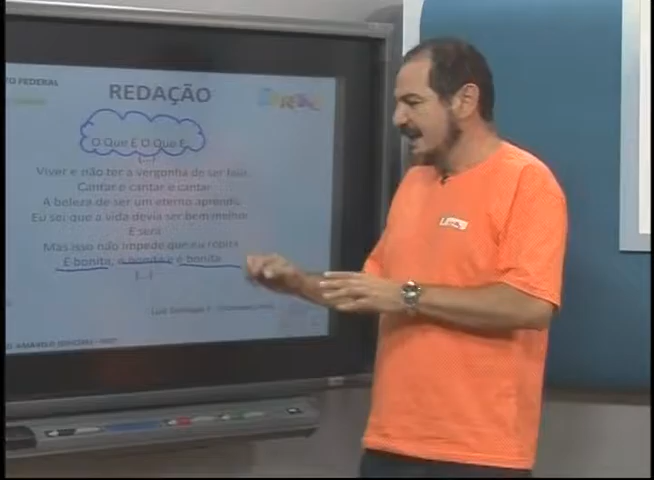 FEDERAL
REDAÇÃO
O Que É O Que É
(...)
Viver e não ter a vergonha de ser feliz
Cantar e cantar e cantar
A beleza de ser um eterno aprendiz
Eu sei que a vida devia ser bem melhor
E será
Mas isso não impede que eu repita
É bonita, é bonita e é bonita
(...)